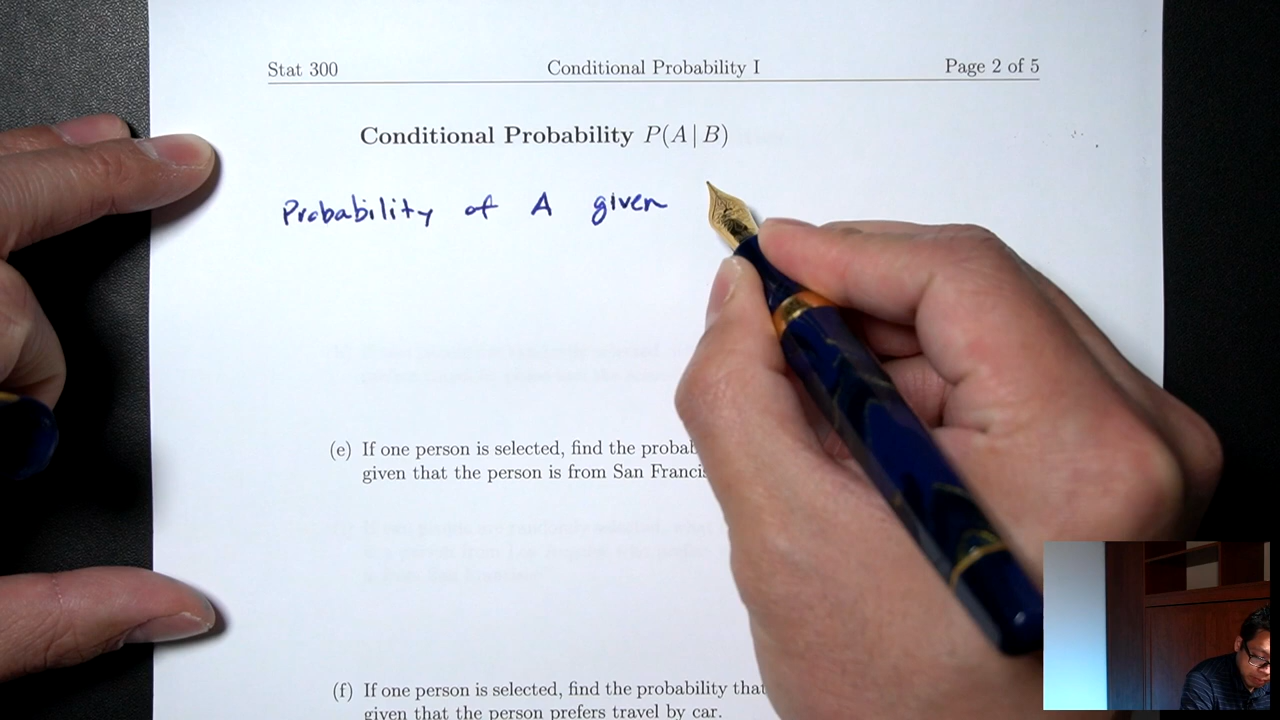 Stat 300 Conditional Probability I Page 2 of 5
Conditional Probability P(A | B)
Probability of A given
(e) If one person is selected, find the
given that the person is from San
(f) If one person is selected, find the probability that
given that the person prefers travel by car.